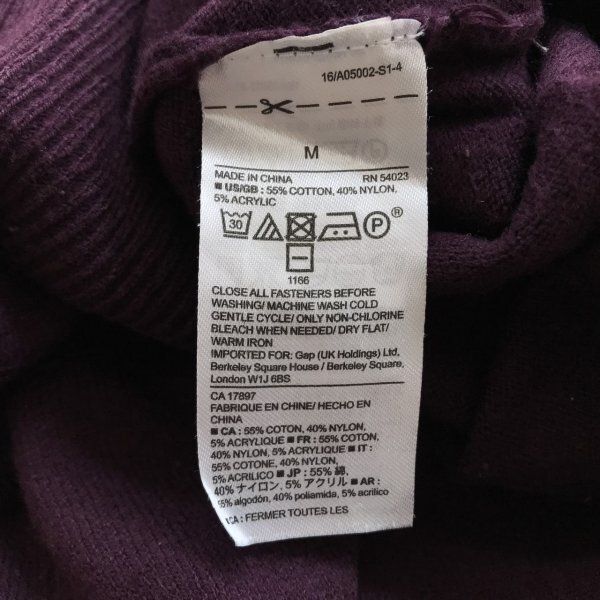 16/A05002-S1-4
M
MADE IN CHINA RN 54023
■ US/GB : 55% COTTON, 40% NYLON,
5% ACRYLIC
30 P ®
1166
CLOSE ALL FASTENERS BEFORE
WASHING/ MACHINE WASH COLD
GENTLE CYCLE/ ONLY NON-CHLORINE
BLEACH WHEN NEEDED/ DRY FLAT/
WARM IRON
IMPORTED FOR: Gap (UK Holdings) Ltd,
Berkeley Square House / Berkeley Square,
London W1J 6BS
CA 17897
FABRIQUE EN CHINE/ HECHO EN
CHINA
■ CA : 55% COTON, 40% NYLON,
5% ACRYLIQUE ■ FR : 55% COTON,
40% NYLON, 5% ACRYLIQUE ■ IT :
55% COTONE, 40% NYLON,
5% ACRILICO ■ JP : 55% 綿,
40% ナイロン, 5% アクリル ■ AR :
55% algodón, 40% poliamida, 5% acrílico
CA : FERMER TOUTES LES